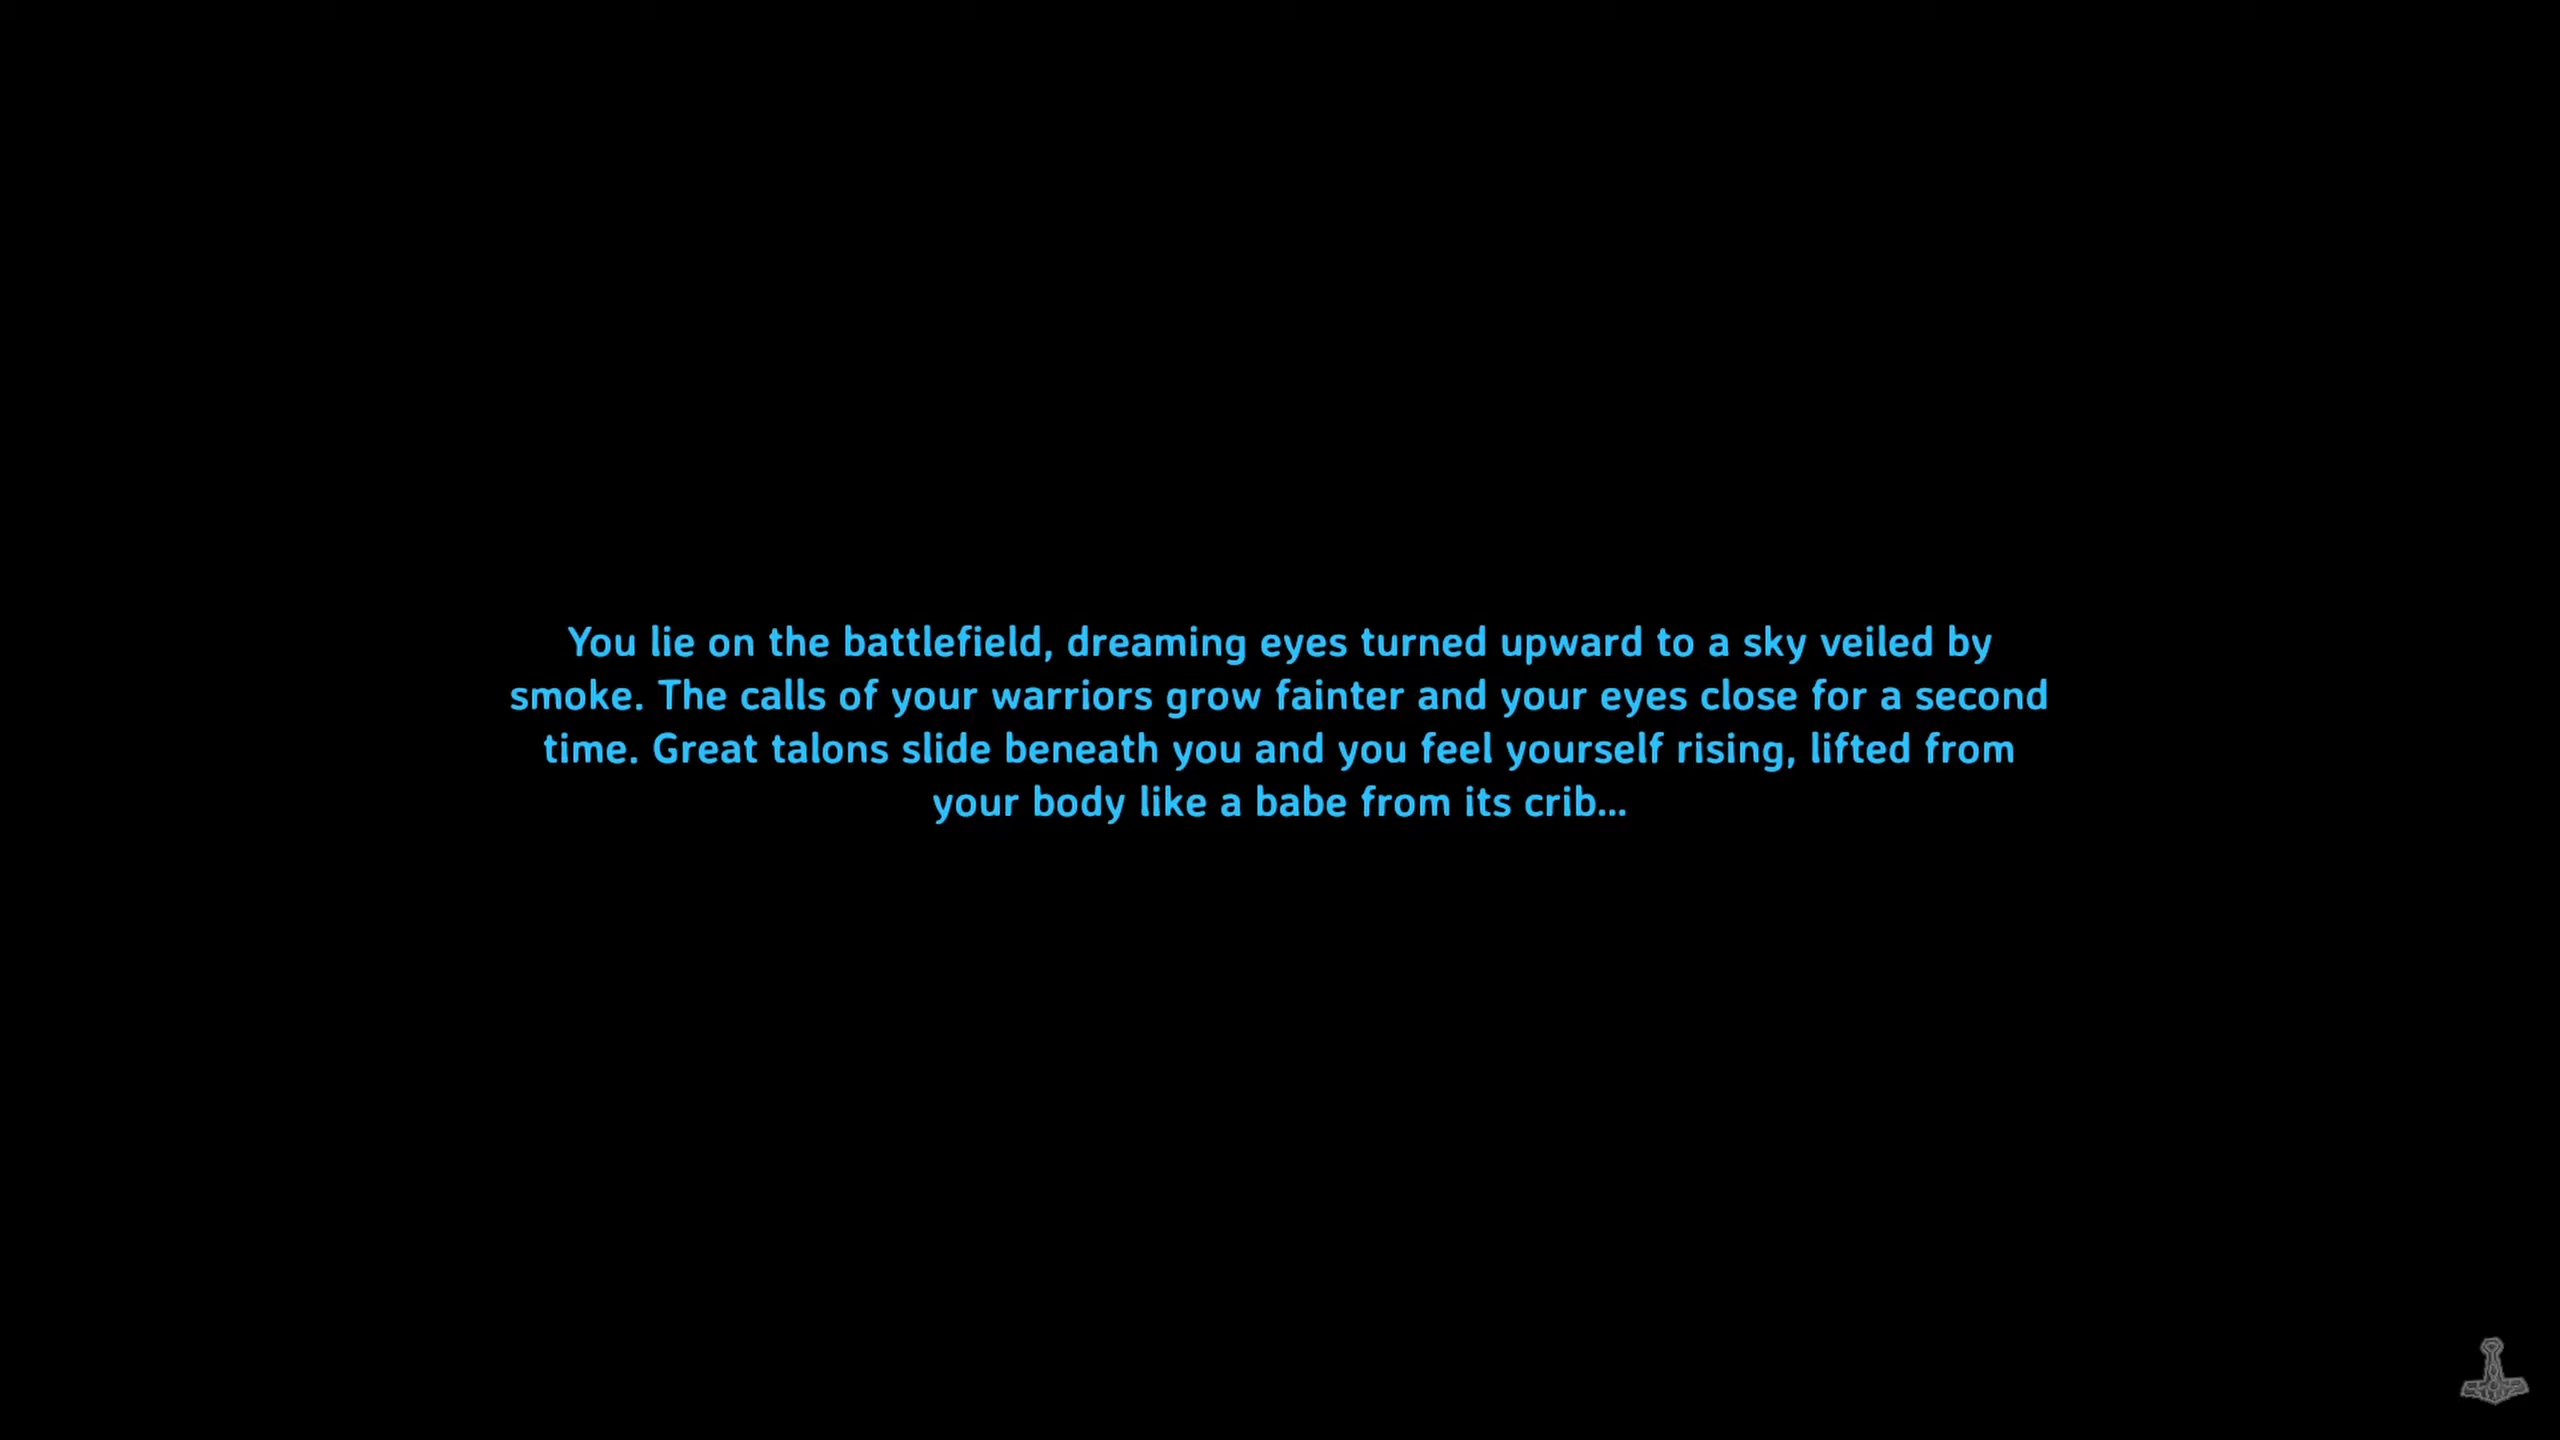 You lie on the battlefield, dreaming eyes turned upward to a sky veiled by
smoke. The calls of your warriors grow fainter and your eyes close for a second
time. Great talons slide beneath you and you feel yourself rising, lifted from
your body like a babe from its crib...